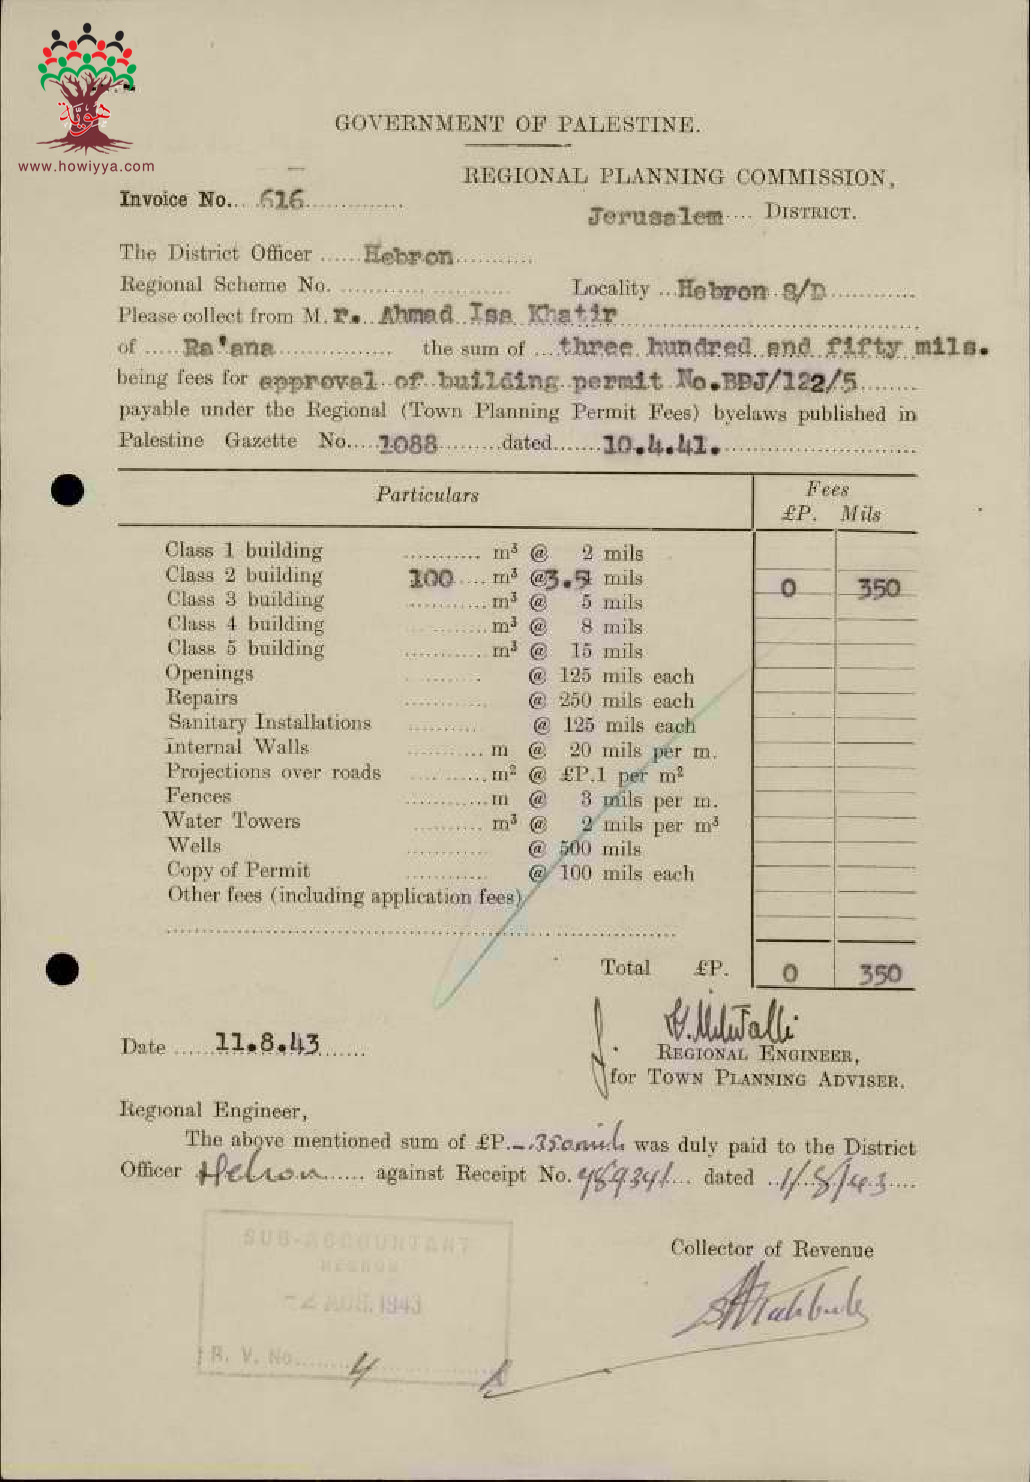 هوية
www.howiyya.com
GOVERNMENT OF PALESTINE.
REGIONAL PLANNING COMMISSION,
Invoice No... 616..............
Jerusalem.... DISTRICT.
The District Officer ......Hebron...........
Regional Scheme No. ........................ Locality ...Hebron S/D............
Please collect from M.r.. Ahmad Isa Khatir
of .....Ra'ana................ the sum of ...three hundred and fifty mils.
being fees for approval of building permit No.BPJ/122/5........
payable under the Regional (Town Planning Permit Fees) byelaws published in
Palestine Gazette No.....1088.........dated.......10.4.41.
Particulars Fees
£P. Mils
Class 1 building ........... m³ @ 2 mils
Class 2 building 100.... m³ @3.5 mils 0 350
Class 3 building ............ m³ @ 5 mils
Class 4 building ......... m³ @ 8 mils
Class 5 building ............ m³ @ 15 mils
Openings @ 125 mils each
Repairs ............ @ 250 mils each
Sanitary Installations .......... @ 125 mils each
Internal Walls ........... m @ 20 mils per m.
Projections over roads ........... m² @ £P.1 per m²
Fences ............ m @ 3 mils per m.
Water Towers .......... m³ @ 2 mils per m³
Wells ............ @ 500 mils
Copy of Permit ............ @ 100 mils each
Other fees (including application fees)
Total £P. 0 350
Date ......11.8.43.......
REGIONAL ENGINEER,
for TOWN PLANNING ADVISER.
Regional Engineer,
The above mentioned sum of £P.-.350 mils was duly paid to the District
Officer Hebron...... against Receipt No. 489341... dated ..1/8/43....
SUB-ACCOUNTANT
HEBRON
-2 AUG. 1943
R. V. No. 4
Collector of Revenue